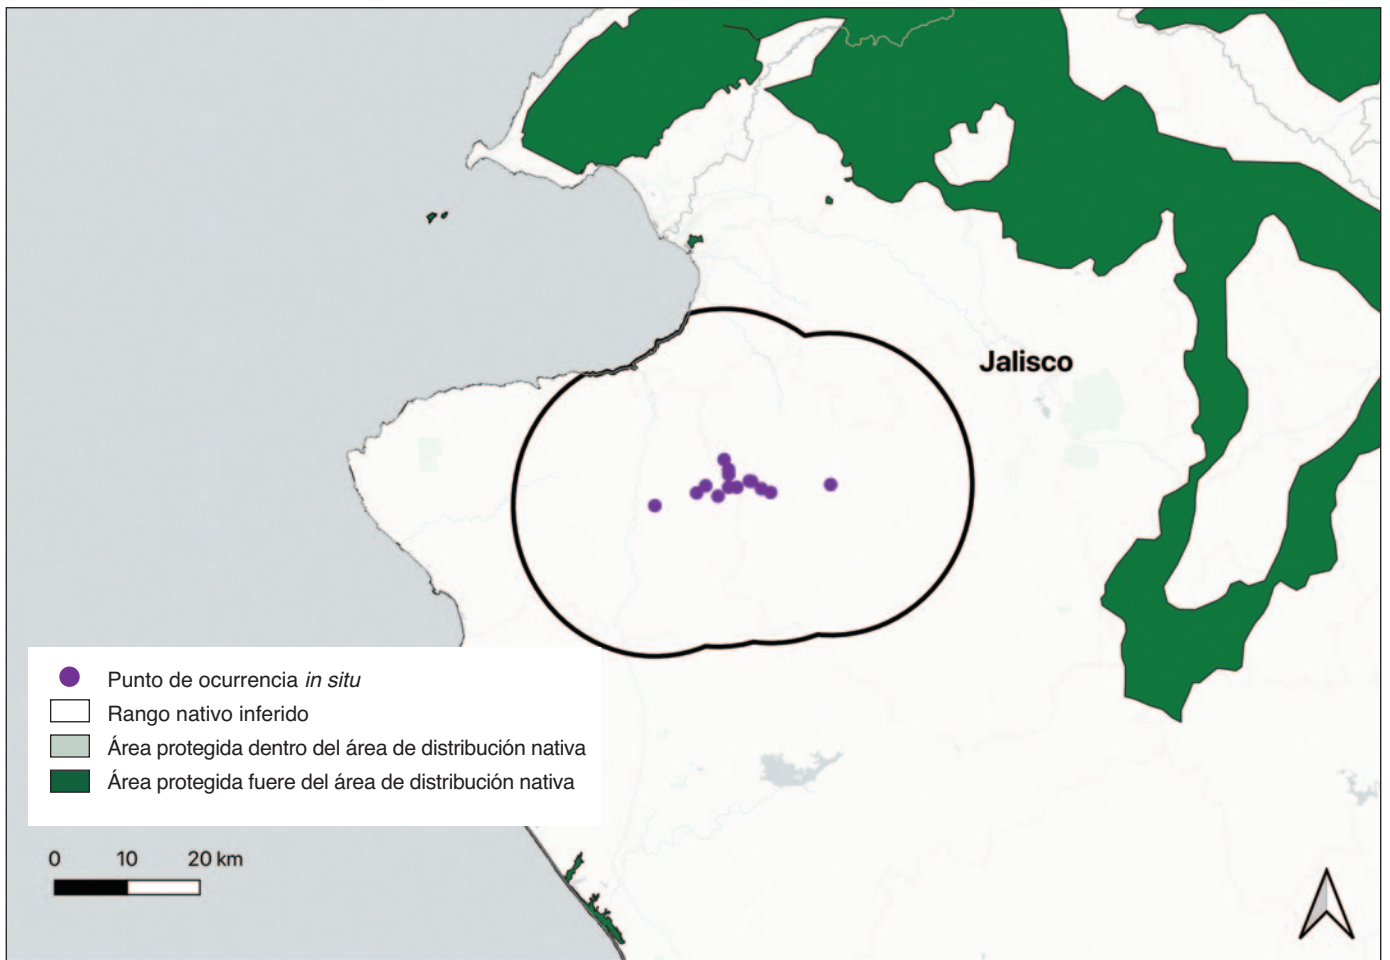 Jalisco
Punto de ocurrencia in situ
Rango nativo inferido
Área protegida dentro del área de distribución nativa
Área protegida fuere del área de distribución nativa
0 10 20 km